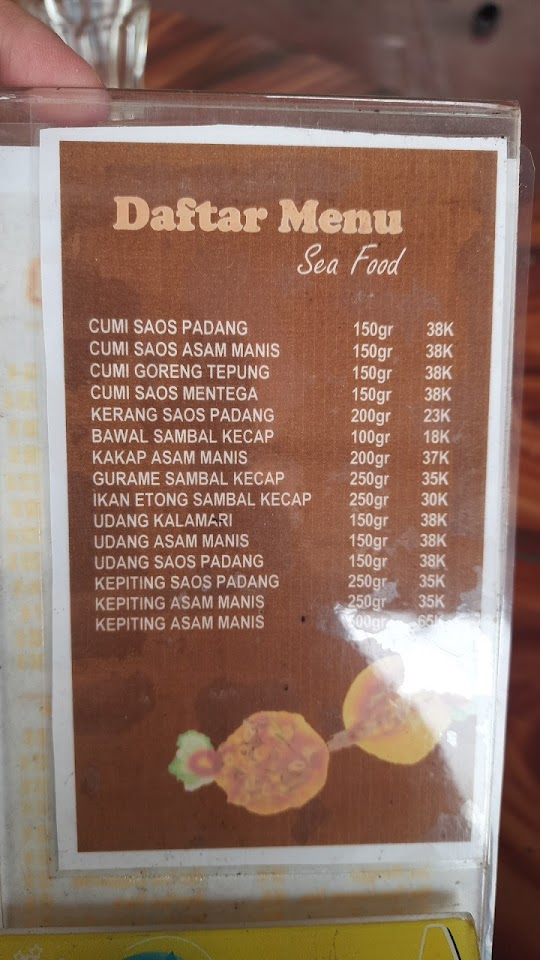 Daftar Menu
Sea Food
CUMI SAOS PADANG 150gr 38K
CUMI SAOS ASAM MANIS 150gr 38K
CUMI GORENG TEPUNG 150gr 38K
CUMI SAOS MENTEGA 150gr 38K
KERANG SAOS PADANG 200gr 23K
BAWAL SAMBAL KECAP 100gr 18K
KAKAP ASAM MANIS 200gr 37K
GURAME SAMBAL KECAP 250gr 35K
IKAN ETONG SAMBAL KECAP 250gr 30K
UDANG KALAMARI 150gr 38K
UDANG ASAM MANIS 150gr 38K
UDANG SAOS PADANG 150gr 38K
KEPITING SAOS PADANG 250gr 35K
KEPITING ASAM MANIS 250gr 35K
KEPITING ASAM MANIS 65K